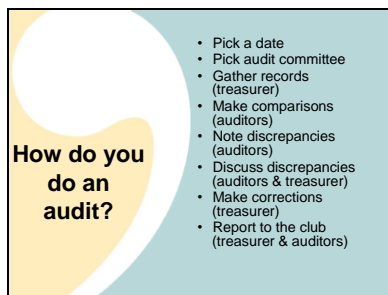 How do you
do an
audit?
• Pick a date
• Pick audit committee
• Gather records
(treasurer)
• Make comparisons
(auditors)
• Note discrepancies
(auditors)
• Discuss discrepancies
(auditors & treasurer)
• Make corrections
(treasurer)
• Report to the club
(treasurer & auditors)